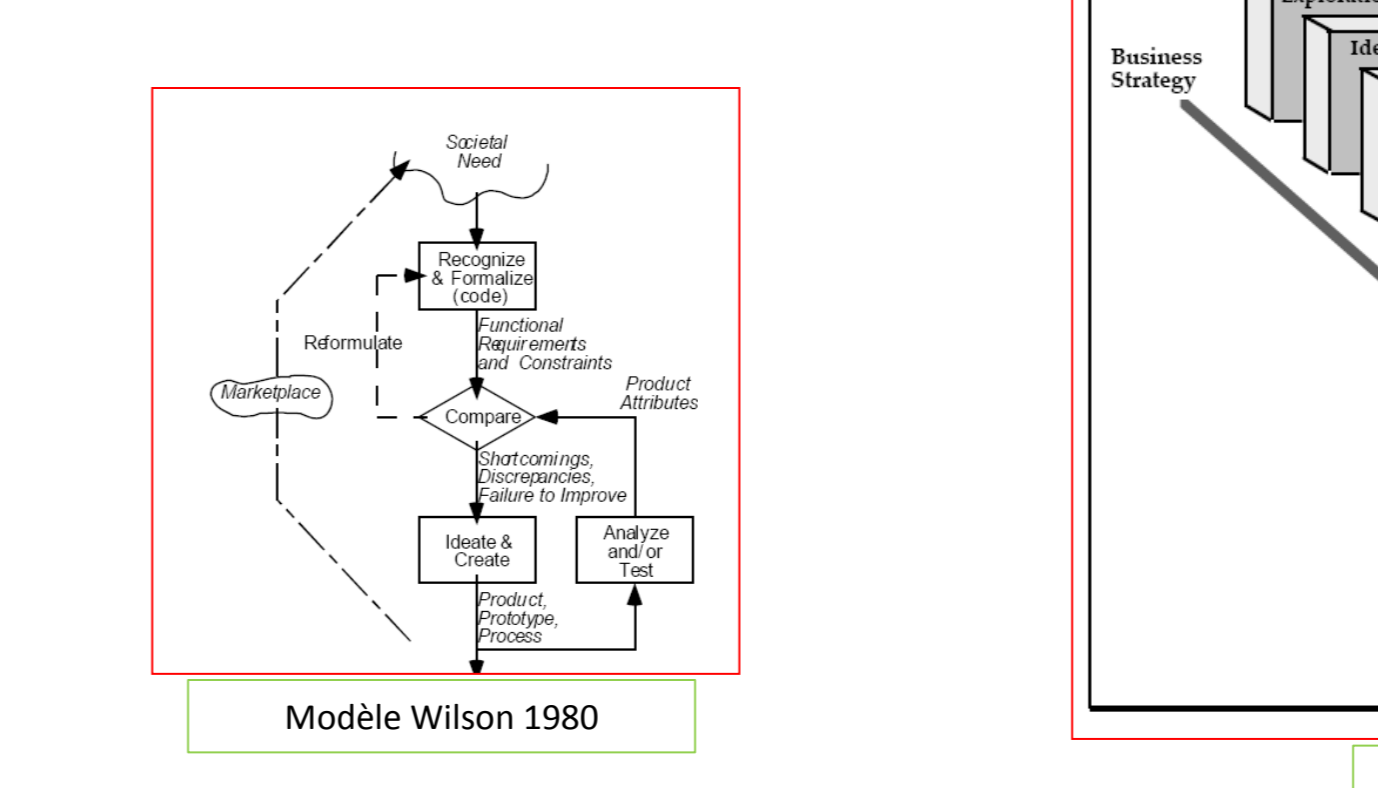 Societal
Need
Recognize
& Formalize
(code)
Reformulate
Functional
Requirements
and Constraints
Marketplace
Product
Attributes
Compare
Shortcomings,
Discrepancies,
Failure to Improve
Ideate &
Create
Analyze
and/or
Test
Product,
Prototype,
Process
Modèle Wilson 1980
Business
Strategy
Ide